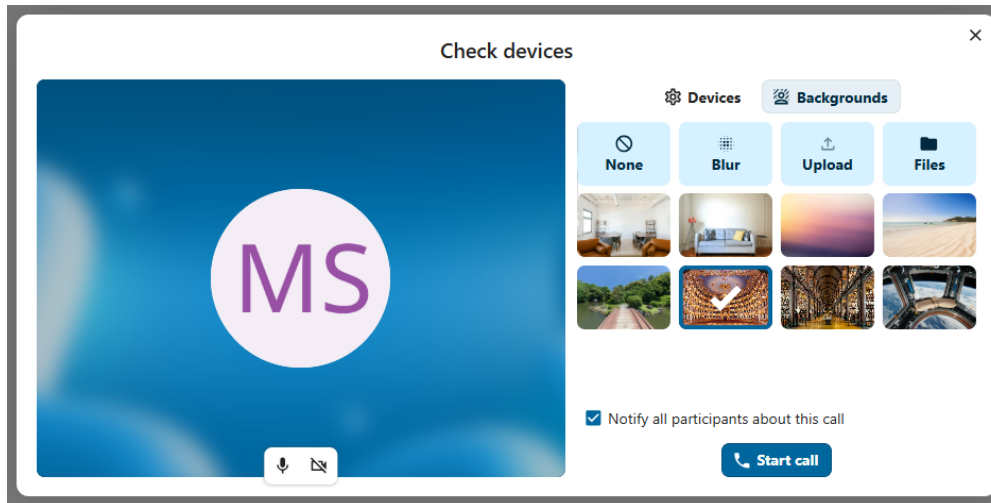 Check devices
Devices
Backgrounds
None
Blur
Upload
Files
MS
Notify all participants about this call
Start call